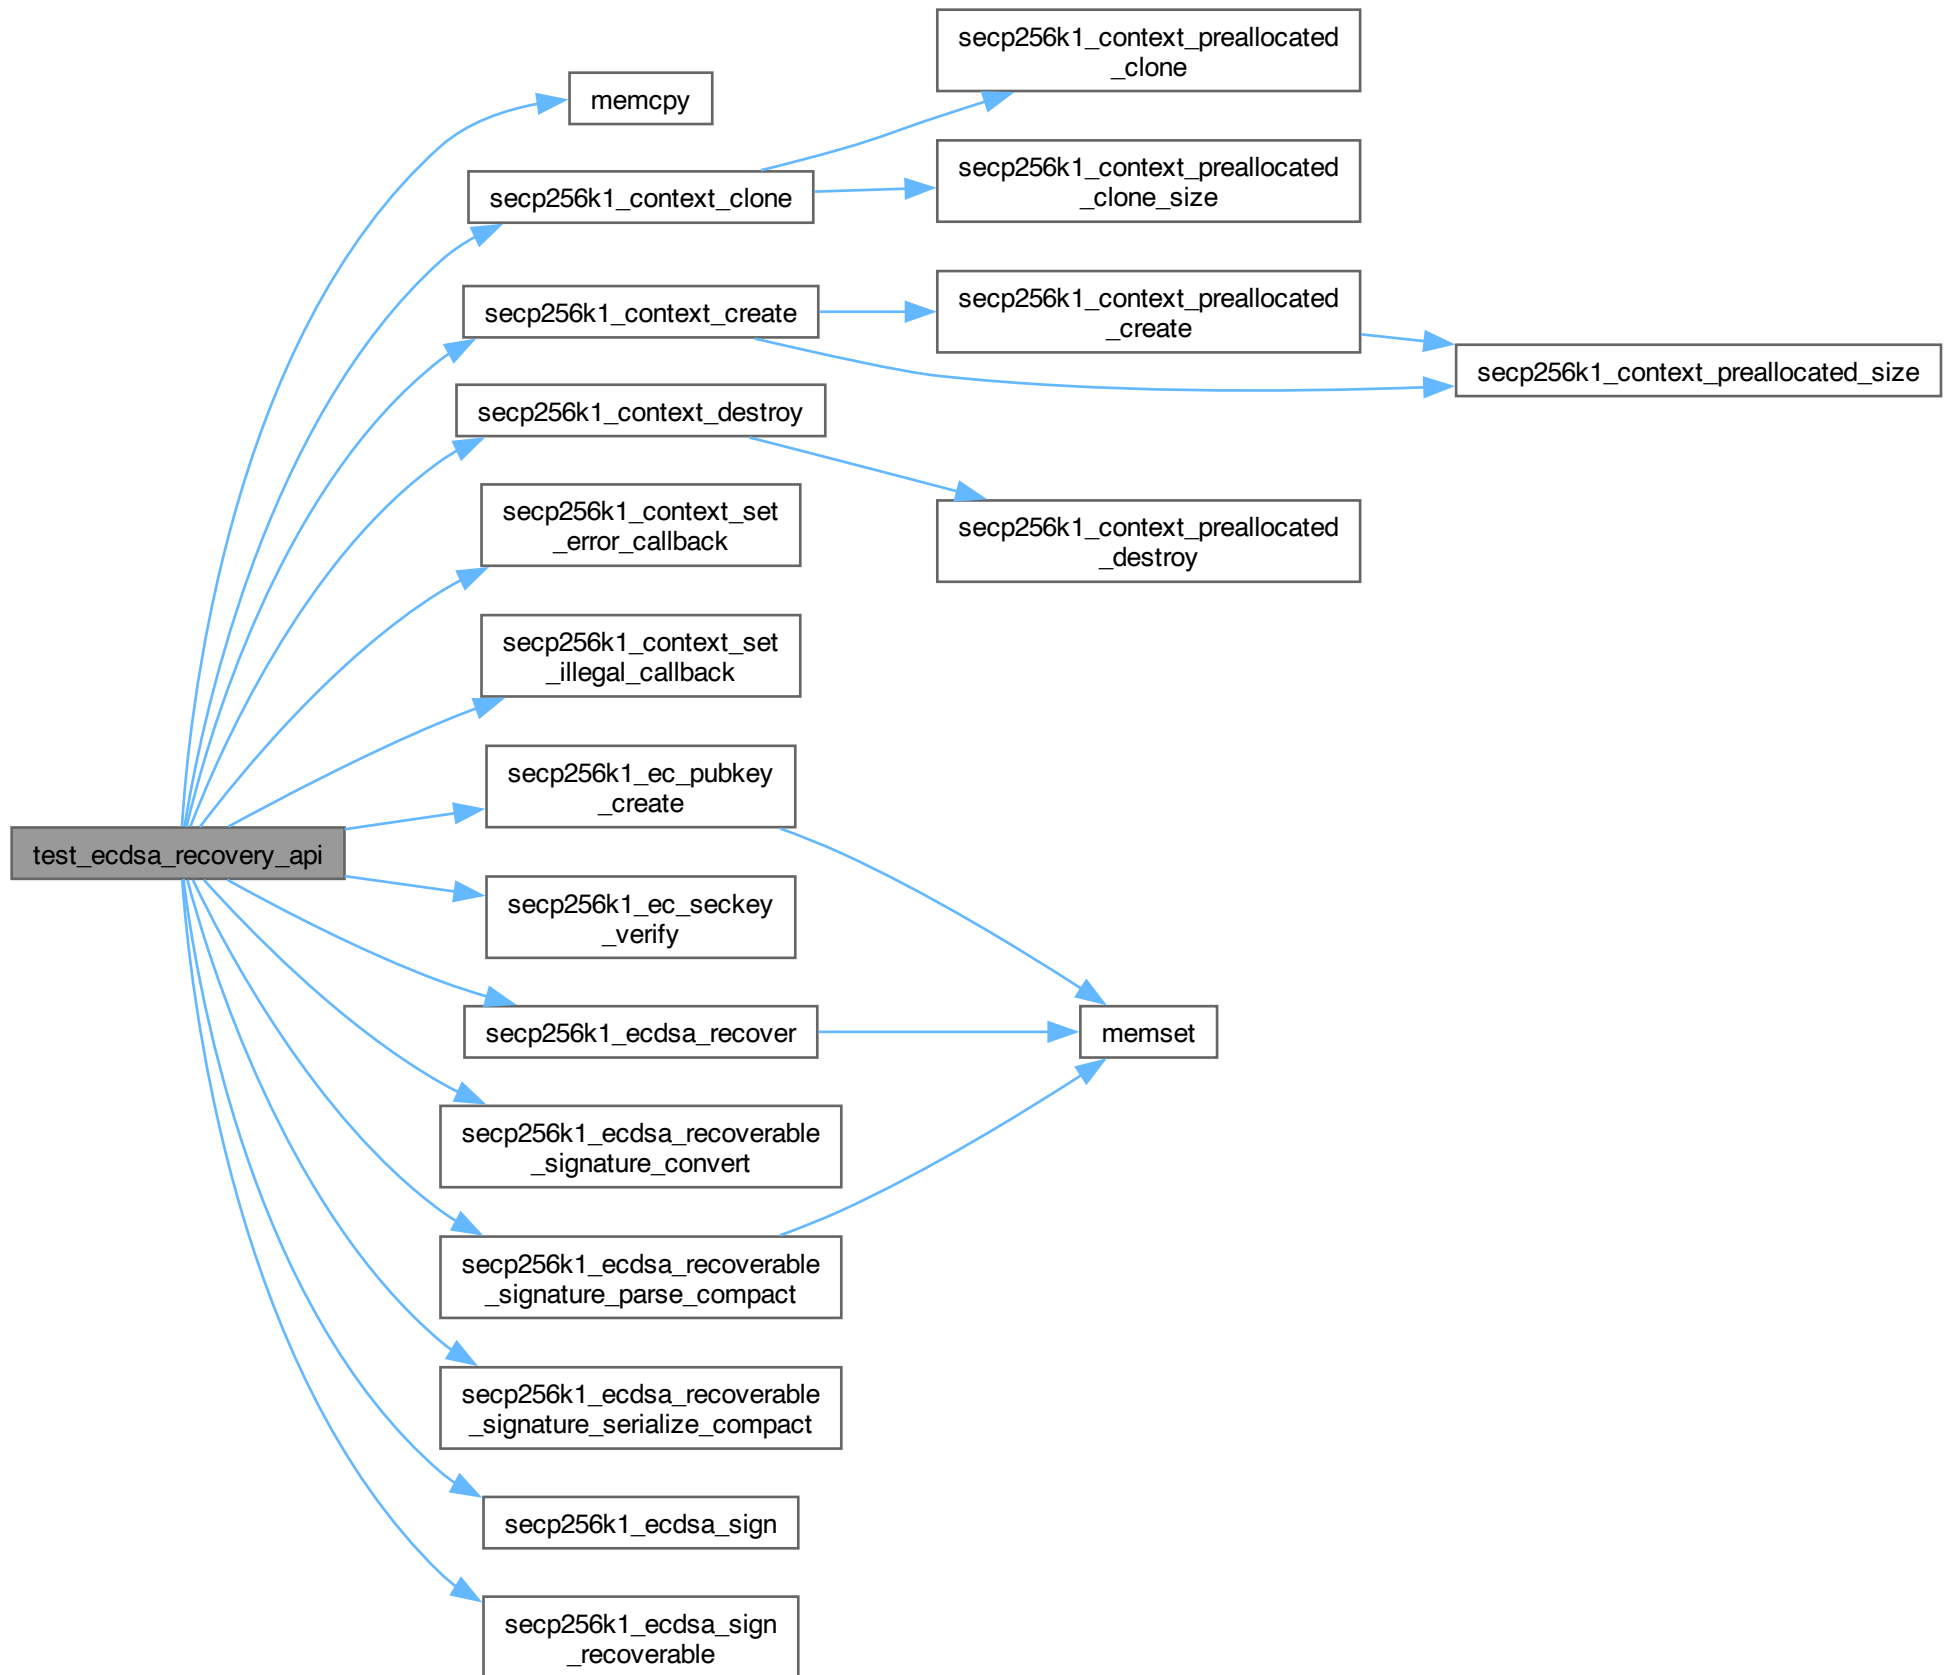 test_ecdsa_recovery_api
memcpy
secp256k1_context_clone
secp256k1_context_create
secp256k1_context_destroy
secp256k1_context_set
_error_callback
secp256k1_context_set
_illegal_callback
secp256k1_ec_pubkey
_create
secp256k1_ec_seckey
_verify
secp256k1_ecdsa_recover
secp256k1_ecdsa_recoverable
_signature_convert
secp256k1_ecdsa_recoverable
_signature_parse_compact
secp256k1_ecdsa_recoverable
_signature_serialize_compact
secp256k1_ecdsa_sign
secp256k1_ecdsa_sign
_recoverable
secp256k1_context_preallocated
_clone
secp256k1_context_preallocated
_clone_size
secp256k1_context_preallocated
_create
secp256k1_context_preallocated
_destroy
memset
secp256k1_context_preallocated_size